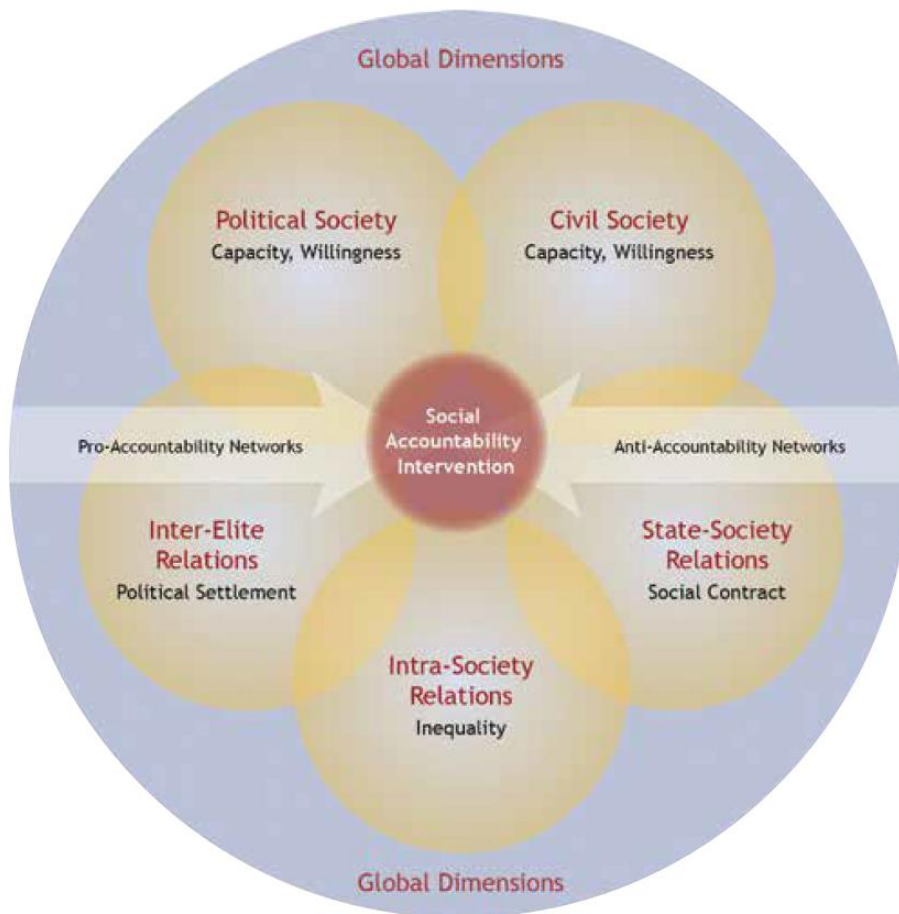 Global Dimensions
Political Society
Capacity, Willingness
Civil Society
Capacity, Willingness
Pro-Accountability Networks
Social
Accountability
Intervention
Anti-Accountability Networks
Inter-Elite
Relations
Political Settlement
State-Society
Relations
Social Contract
Intra-Society
Relations
Inequality
Global Dimensions